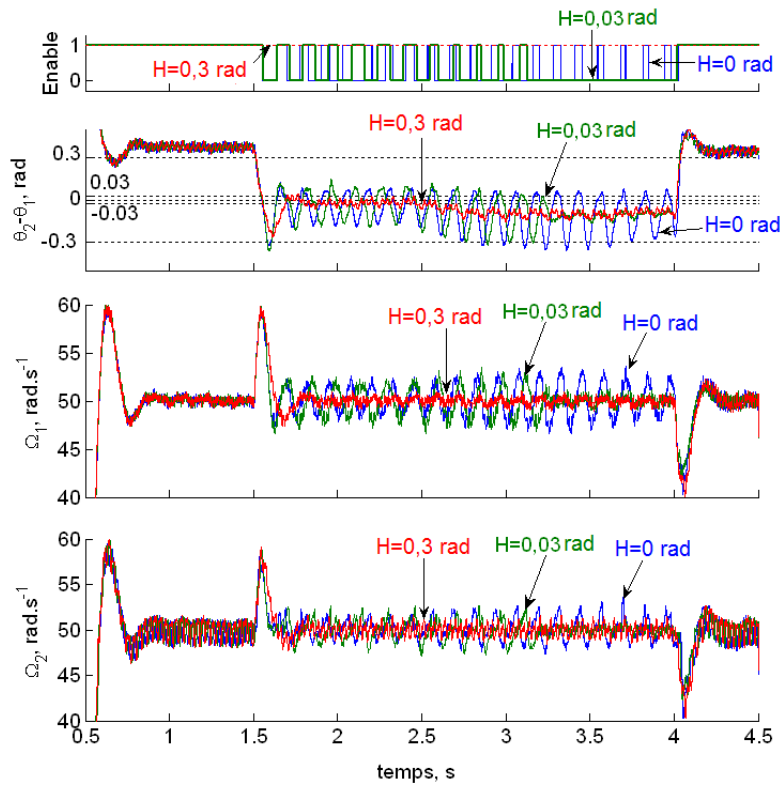 Enable
1
0
H=0,3 rad
H=0,03 rad
H=0 rad
θ2-θ1, rad
0.3
0.03
0
-0.03
-0.3
H=0,3 rad
H=0,03 rad
H=0 rad
Ω1, rad.s-1
60
55
50
45
40
H=0,3 rad
H=0,03 rad
H=0 rad
Ω2, rad.s-1
60
55
50
45
40
H=0,3 rad
H=0,03 rad
H=0 rad
0.5 1 1.5 2 2.5 3 3.5 4 4.5
temps, s